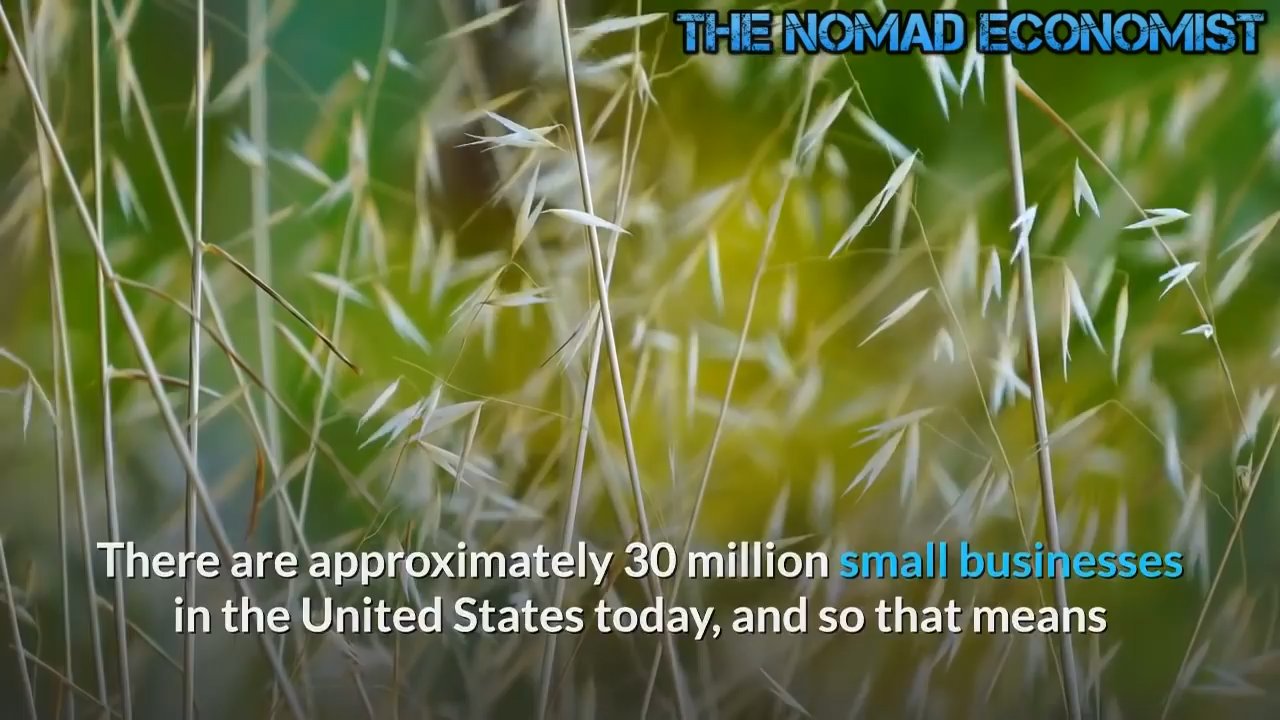 THE NOMAD ECONOMIST
There are approximately 30 million small businesses
in the United States today, and so that means